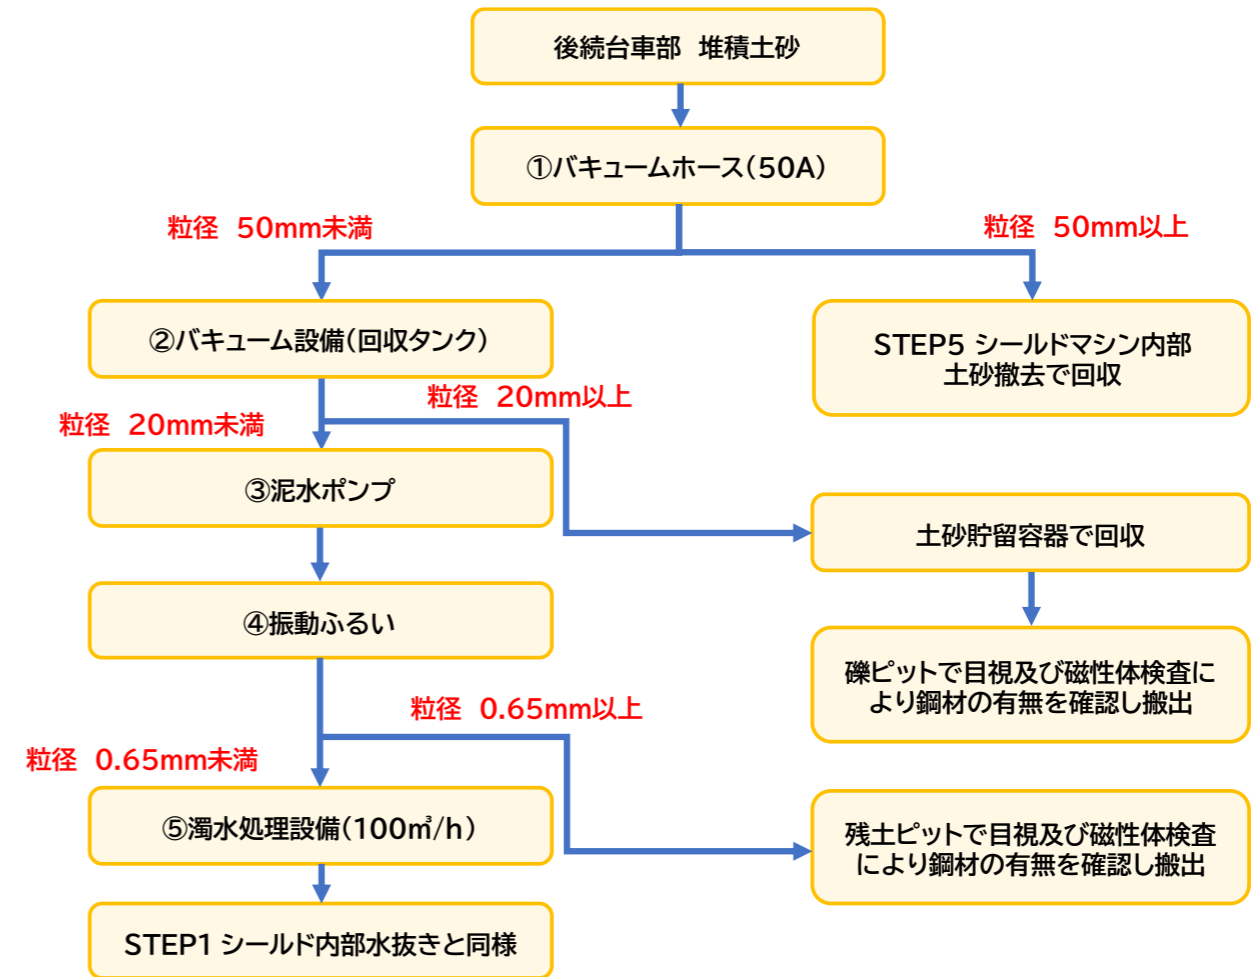 後続台車部　堆積土砂
①バキュームホース(50A)
粒径　50mm未満
粒径　50mm以上
②バキューム設備(回収タンク)
STEP5 シールドマシン内部
土砂撤去で回収
粒径　20mm以上
粒径　20mm未満
③泥水ポンプ
土砂貯留容器で回収
④振動ふるい
礫ピットで目視及び磁性体検査に
より鋼材の有無を確認し搬出
粒径　0.65mm以上
粒径　0.65mm未満
⑤濁水処理設備(100㎥/h)
残土ピットで目視及び磁性体検査
により鋼材の有無を確認し搬出
STEP1 シールド内部水抜きと同様